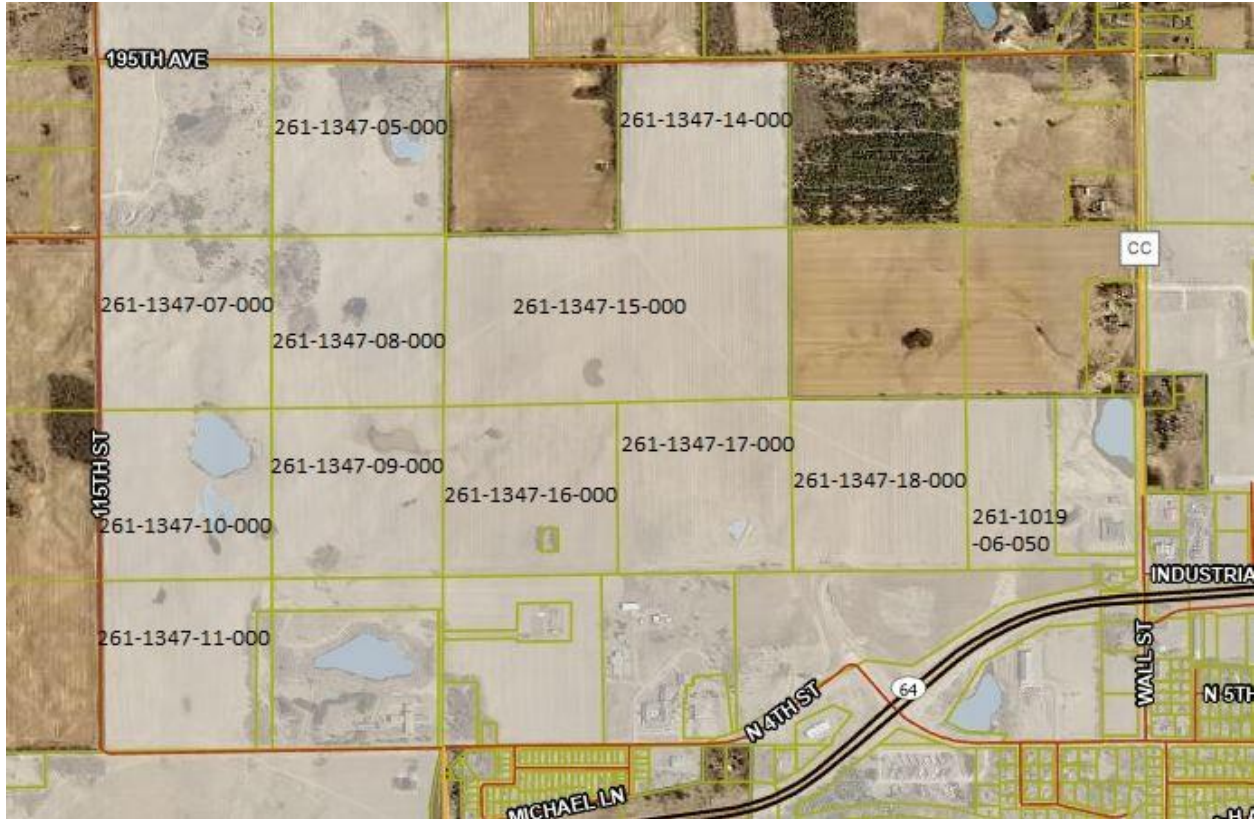 195TH AVE
261-1347-05-000
261-1347-14-000
CC
261-1347-07-000
261-1347-15-000
261-1347-08-000
115TH ST
261-1347-17-000
261-1347-09-000
261-1347-18-000
261-1347-16-000
261-1347-10-000
261-1019
-06-050
INDUSTRIA
261-1347-11-000
WALL ST
64
N 5TH
N 4TH ST
MICHAEL LN